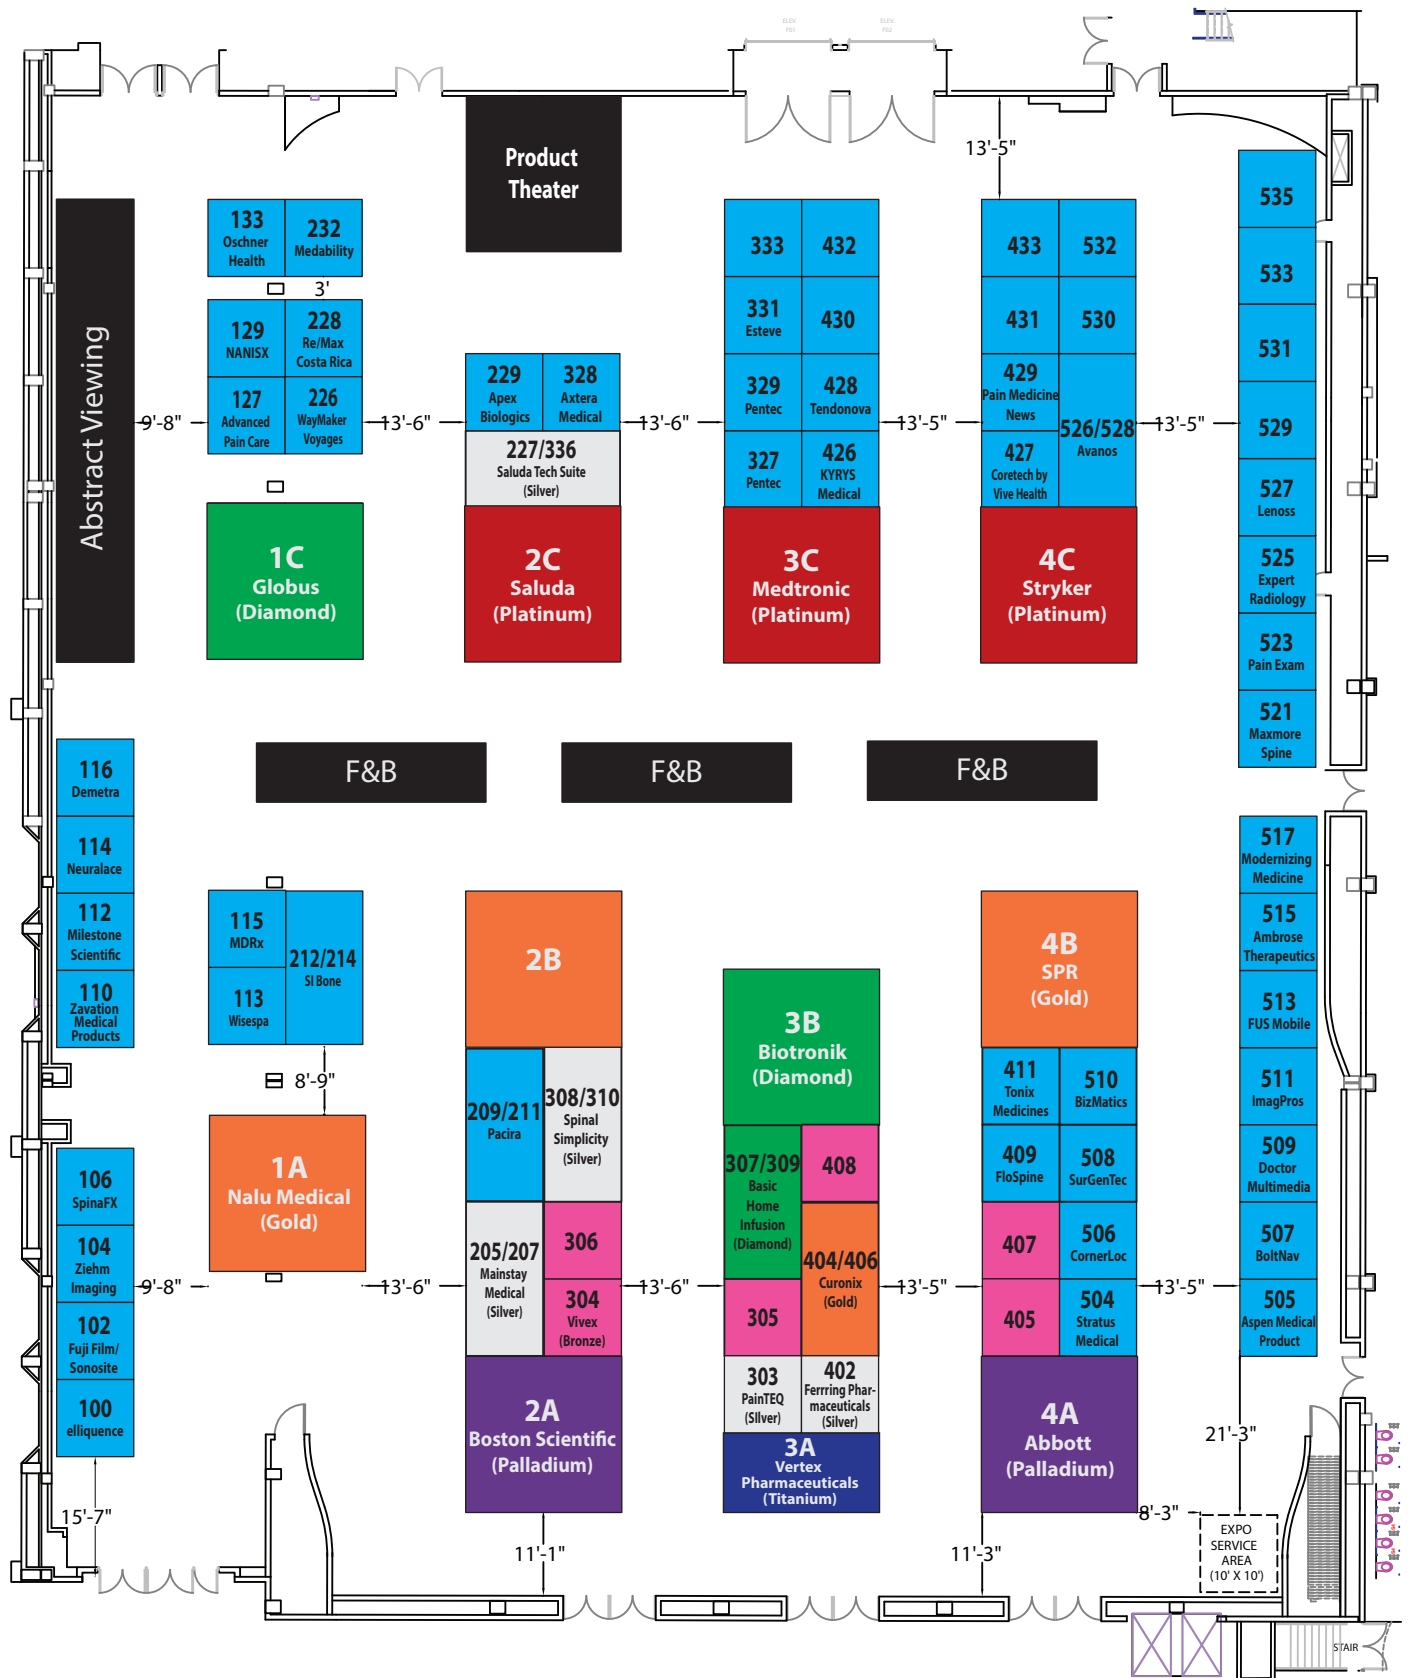 ELEV.
F01
ELEV.
F02
Product
Theater
13'-5"
Abstract Viewing
133
Oschner
Health
232
Medability
3'
129
NANISX
228
Re/Max
Costa Rica
127
Advanced
Pain Care
226
WayMaker
Voyages
9'-8"
13'-6"
229
Apex
Biologics
328
Axtera
Medical
227/336
Saluda Tech Suite
(Silver)
13'-6"
333
432
331
Esteve
430
329
Pentec
428
Tendonova
327
Pentec
426
KYRYS
Medical
13'-5"
433
532
431
530
429
Pain Medicine
News
526/528
Avanos
427
Coretech by
Vive Health
13'-5"
535
533
531
529
527
Lenoss
525
Expert
Radiology
523
Pain Exam
521
Maxmore
Spine
1C
Globus
(Diamond)
2C
Saluda
(Platinum)
3C
Medtronic
(Platinum)
4C
Stryker
(Platinum)
F&B
F&B
F&B
116
Demetra
114
Neuralace
112
Milestone
Scientific
110
Zavation
Medical
Products
115
MDRx
212/214
SI Bone
113
Wisespa
8'-9"
1A
Nalu Medical
(Gold)
106
SpinaFX
104
Ziehm
Imaging
102
Fuji Film/
Sonosite
100
elliquence
9'-8"
15'-7"
13'-6"
2B
209/211
Pacira
308/310
Spinal
Simplicity
(Silver)
205/207
Mainstay
Medical
(Silver)
306
304
Vivex
(Bronze)
2A
Boston Scientific
(Palladium)
11'-1"
13'-6"
3B
Biotronik
(Diamond)
307/309
Basic
Home
Infusion
(Diamond)
408
404/406
Curonix
(Gold)
305
303
PainTEQ
(SIlver)
402
Ferrring Phar-
maceuticals
(Silver)
3A
Vertex
Pharmaceuticals
(Titanium)
13'-5"
4B
SPR
(Gold)
411
Tonix
Medicines
510
BizMatics
409
FloSpine
508
SurGenTec
407
506
CornerLoc
405
504
Stratus
Medical
4A
Abbott
(Palladium)
11'-3"
13'-5"
517
Modernizing
Medicine
515
Ambrose
Therapeutics
513
FUS Mobile
511
ImagPros
509
Doctor
Multimedia
507
BoltNav
505
Aspen Medical
Product
21'-3"
8'-3"
EXPO
SERVICE
AREA
(10' X 10')
STAIR